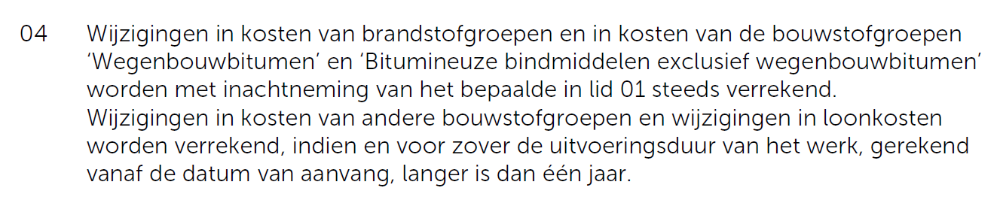 04 Wijzigingen in kosten van brandstofgroepen en in kosten van de bouwstofgroepen
‘Wegenbouwbitumen’ en ‘Bitumineuze bindmiddelen exclusief wegenbouwbitumen’
worden met inachtneming van het bepaalde in lid 01 steeds verrekend.
Wijzigingen in kosten van andere bouwstofgroepen en wijzigingen in loonkosten
worden verrekend, indien en voor zover de uitvoeringsduur van het werk, gerekend
vanaf de datum van aanvang, langer is dan één jaar.